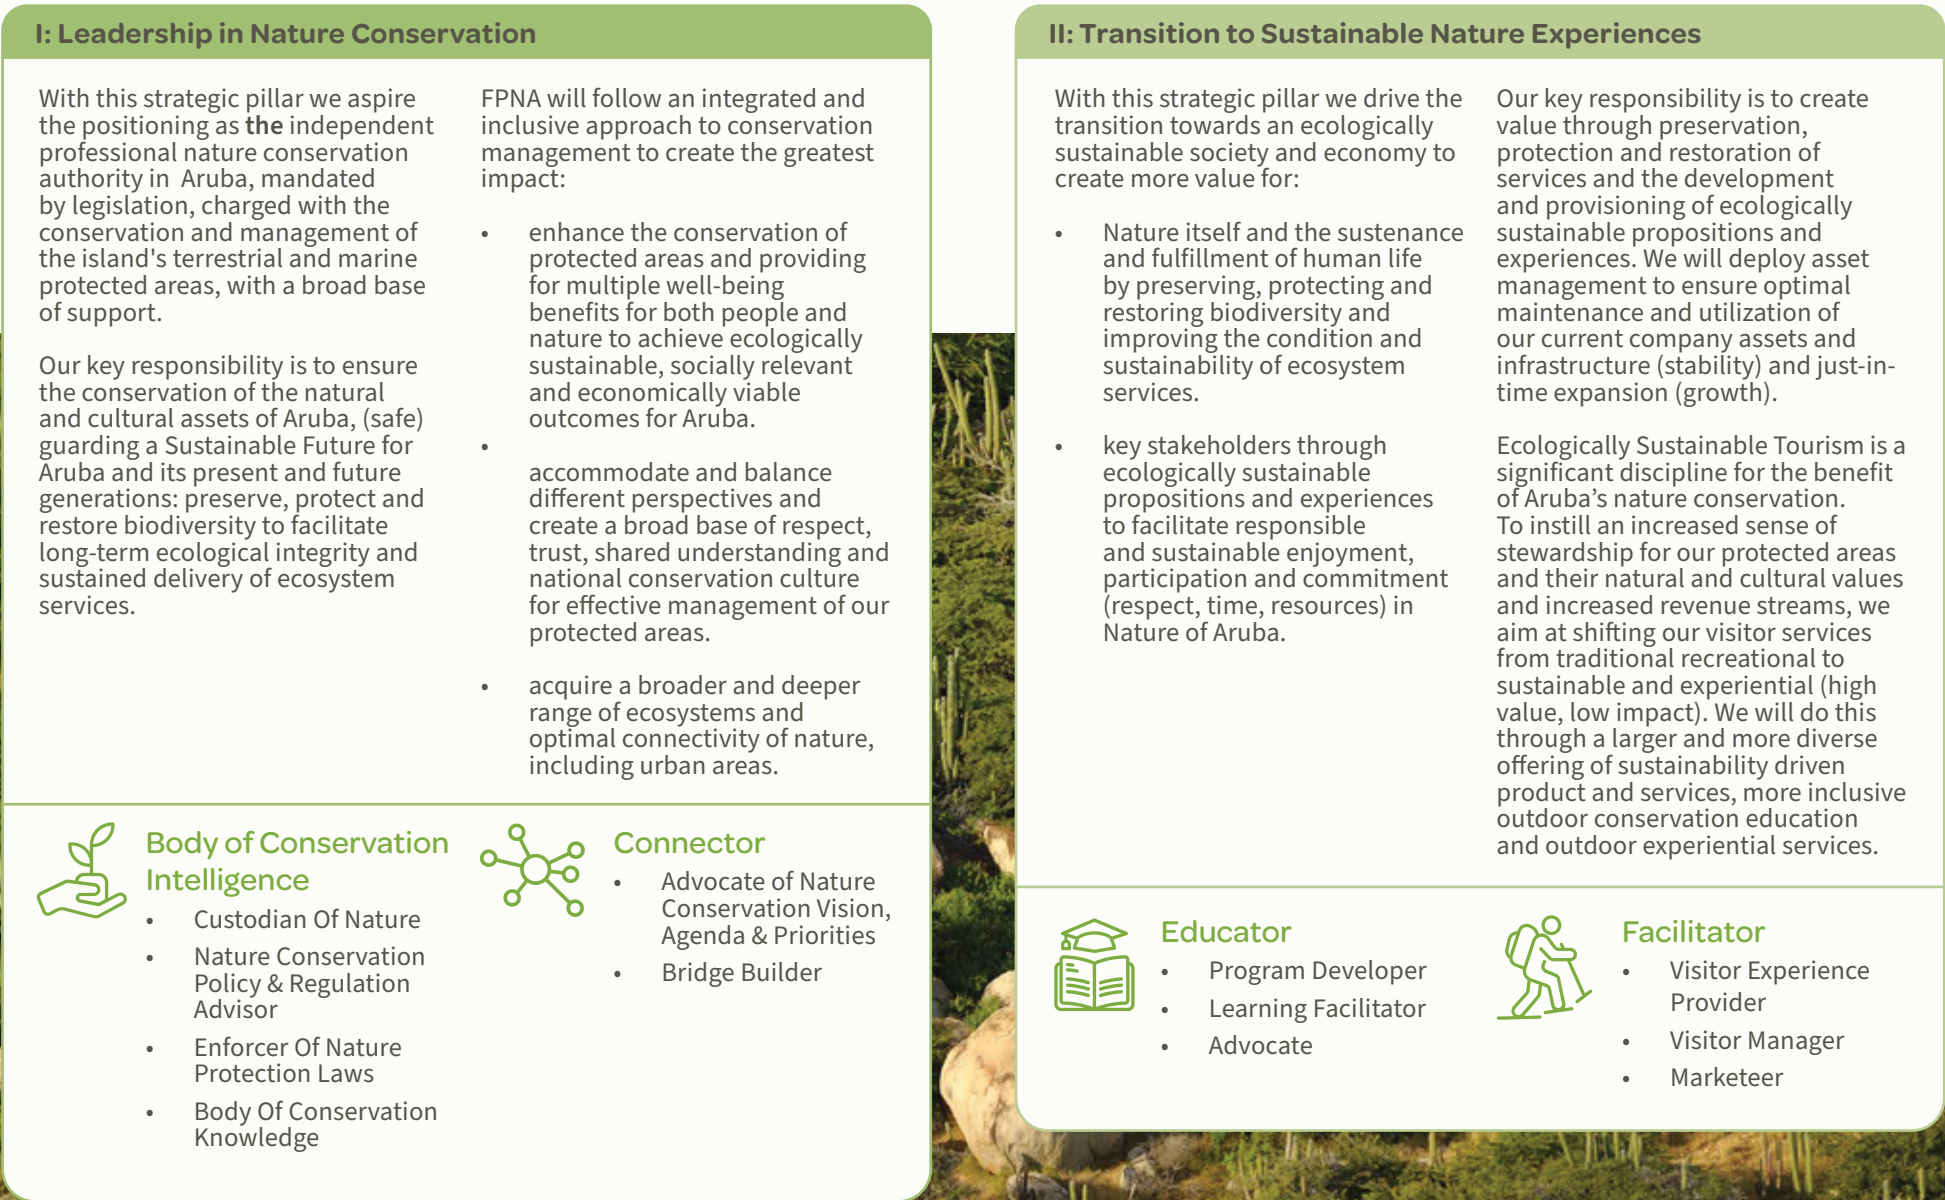 I: Leadership in Nature Conservation
With this strategic pillar we aspire
the positioning as the independent
professional nature conservation
authority in  Aruba, mandated
by legislation, charged with the
conservation and management of
the island's terrestrial and marine
protected areas, with a broad base
of support.
Our key responsibility is to ensure
the conservation of the natural
and cultural assets of Aruba, (safe)
guarding a Sustainable Future for
Aruba and its present and future
generations: preserve, protect and
restore biodiversity to facilitate
long-term ecological integrity and
sustained delivery of ecosystem
services.
FPNA will follow an integrated and
inclusive approach to conservation
management to create the greatest
impact:
• enhance the conservation of
protected areas and providing
for multiple well-being
benefits for both people and
nature to achieve ecologically
sustainable, socially relevant
and economically viable
outcomes for Aruba.
•
accommodate and balance
different perspectives and
create a broad base of respect,
trust, shared understanding and
national conservation culture
for effective management of our
protected areas.
• acquire a broader and deeper
range of ecosystems and
optimal connectivity of nature,
including urban areas.
Body of Conservation
Intelligence
• Custodian Of Nature
• Nature Conservation
Policy & Regulation
Advisor
• Enforcer Of Nature
Protection Laws
• Body Of Conservation
Knowledge
Connector
• Advocate of Nature
Conservation Vision,
Agenda & Priorities
• Bridge Builder
II: Transition to Sustainable Nature Experiences
With this strategic pillar we drive the
transition towards an ecologically
sustainable society and economy to
create more value for:
• Nature itself and the sustenance
and fulfillment of human life
by preserving, protecting and
restoring biodiversity and
improving the condition and
sustainability of ecosystem
services.
• key stakeholders through
ecologically sustainable
propositions and experiences
to facilitate responsible
and sustainable enjoyment,
participation and commitment
(respect, time, resources) in
Nature of Aruba.
Our key responsibility is to create
value through preservation,
protection and restoration of
services and the development
and provisioning of ecologically
sustainable propositions and
experiences. We will deploy asset
management to ensure optimal
maintenance and utilization of
our current company assets and
infrastructure (stability) and just-in-
time expansion (growth).
Ecologically Sustainable Tourism is a
significant discipline for the benefit
of Aruba’s nature conservation.
To instill an increased sense of
stewardship for our protected areas
and their natural and cultural values
and increased revenue streams, we
aim at shifting our visitor services
from traditional recreational to
sustainable and experiential (high
value, low impact). We will do this
through a larger and more diverse
offering of sustainability driven
product and services, more inclusive
outdoor conservation education
and outdoor experiential services.
Educator
• Program Developer
• Learning Facilitator
• Advocate
Facilitator
• Visitor Experience
Provider
• Visitor Manager
• Marketeer